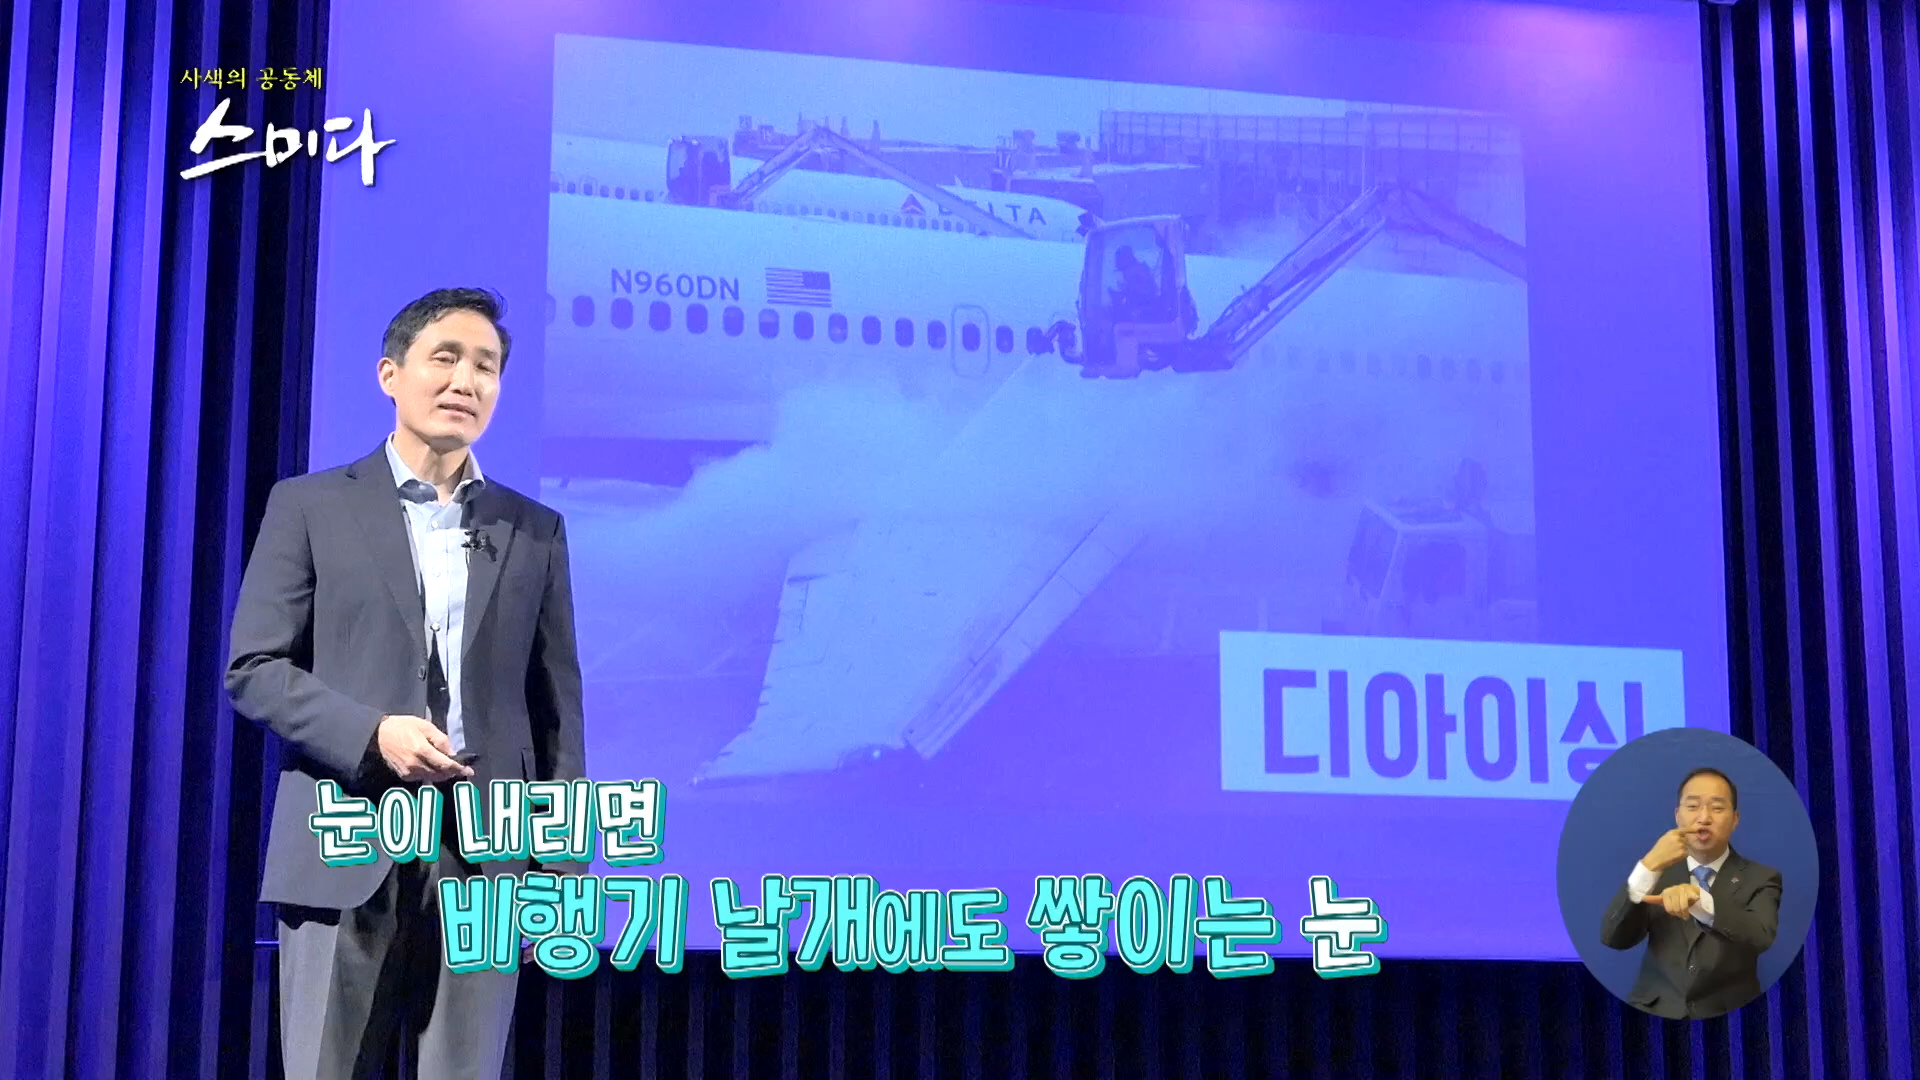 사색의 공동체
스미다
DELTA
N960DN
디아이싱
눈이 내리면
비행기 날개에도 쌓이는 눈